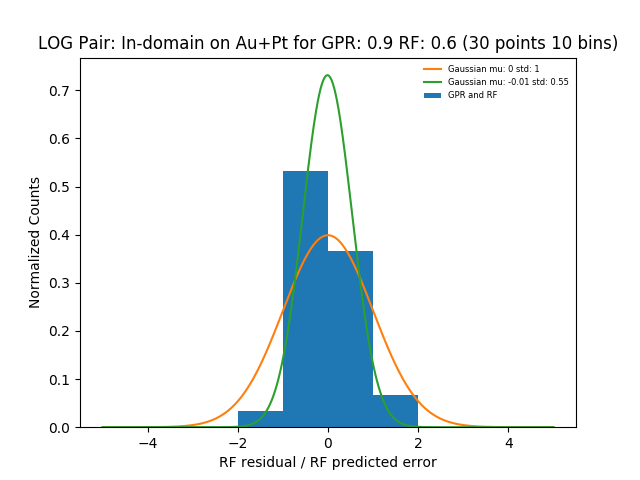 LOG Pair: In-domain on Au+Pt for GPR: 0.9 RF: 0.6 (30 points 10 bins)
Gaussian mu: 0 std: 1
Gaussian mu: -0.01 std: 0.55
GPR and RF
Normalized Counts
0.7
0.6
0.5
0.4
0.3
0.2
0.1
0.0
−4 −2 0 2 4
RF residual / RF predicted error